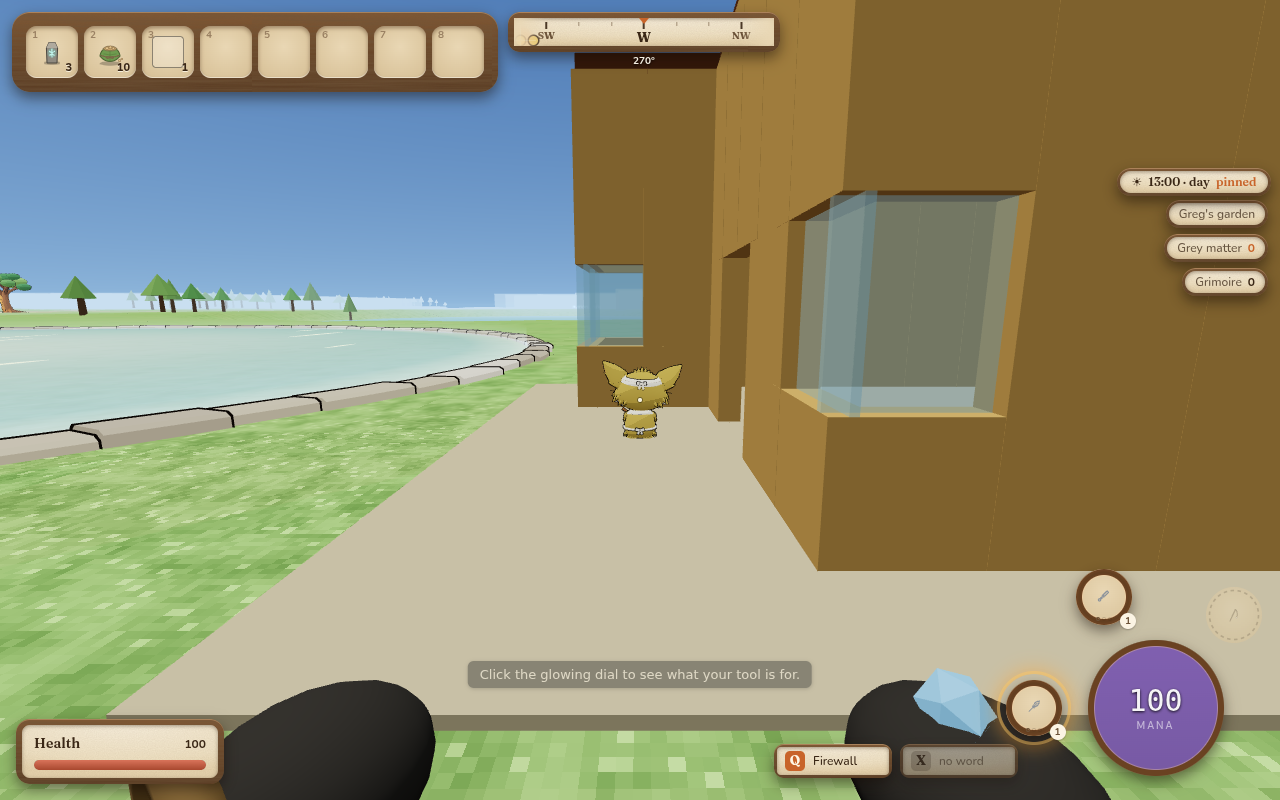 1
3
2
10
3
1
4
5
6
7
8
SW
W
NW
270°
13:00 · day pinned
Greg's garden
Grey matter 0
Grimoire 0
1
100
MANA
1
Click the glowing dial to see what your tool is for.
Health 100
Q Firewall
X no word